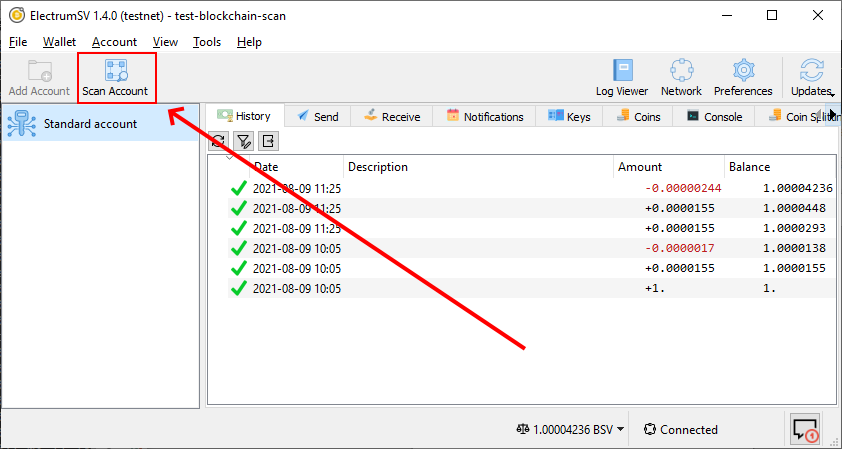 ElectrumSV 1.4.0 (testnet) - test-blockchain-scan
File Wallet Account View Tools Help
Add Account Scan Account Log Viewer Network Preferences Updates
Standard account
History Send Receive Notifications Keys Coins Console Coin Splitting
Date Description Amount Balance
2021-08-09 11:25 -0.00000244 1.00004236
2021-08-09 11:25 +0.0000155 1.0000448
2021-08-09 11:25 +0.0000155 1.0000293
2021-08-09 10:05 -0.0000017 1.0000138
2021-08-09 10:05 +0.0000155 1.0000155
2021-08-09 10:05 +1. 1.
1.00004236 BSV Connected 1